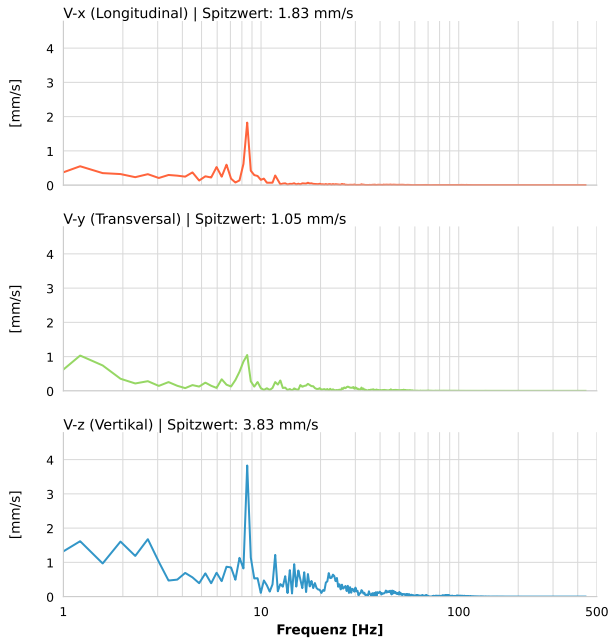 V-x (Longitudinal) | Spitzwert: 1.83 mm/s
4
3
2
1
0
[mm/s]
V-y (Transversal) | Spitzwert: 1.05 mm/s
4
3
2
1
0
[mm/s]
V-z (Vertikal) | Spitzwert: 3.83 mm/s
4
3
2
1
0
[mm/s]
1 10 100 500
Frequenz [Hz]